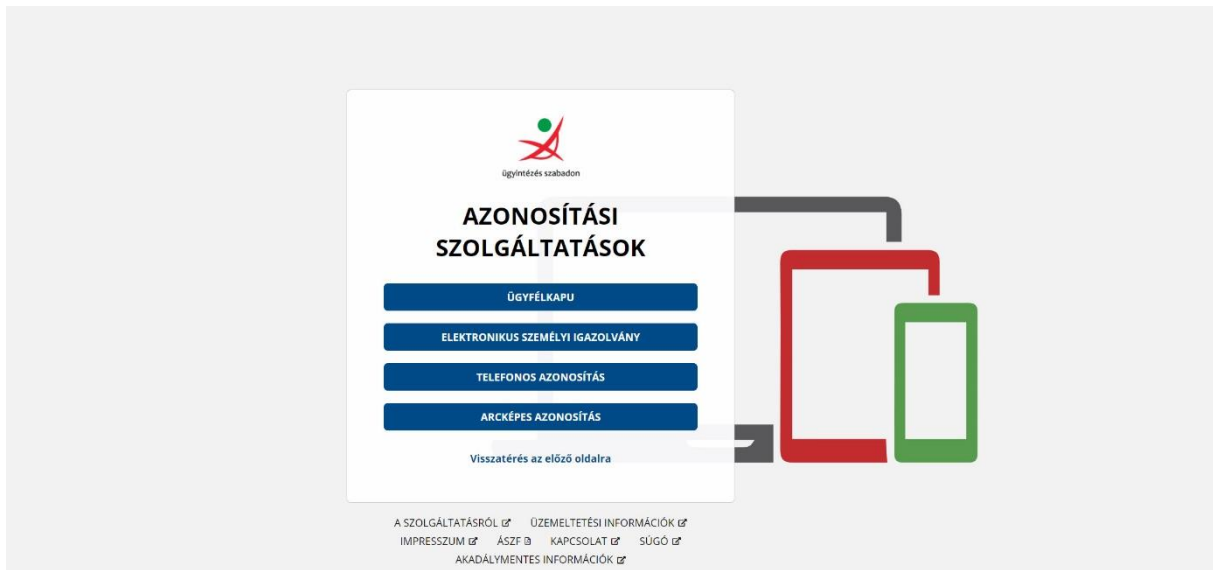 ügyintézés szabadon
AZONOSÍTÁSI
SZOLGÁLTATÁSOK
ÜGYFÉLKAPU
ELEKTRONIKUS SZEMÉLYI IGAZOLVÁNY
TELEFONOS AZONOSÍTÁS
ARCKÉPES AZONOSÍTÁS
Visszatérés az előző oldalra
A SZOLGÁLTATÁSRÓL ÜZEMELTETÉSI INFORMÁCIÓK
IMPRESSZUM ÁSZF KAPCSOLAT SÚGÓ
AKADÁLYMENTES INFORMÁCIÓK